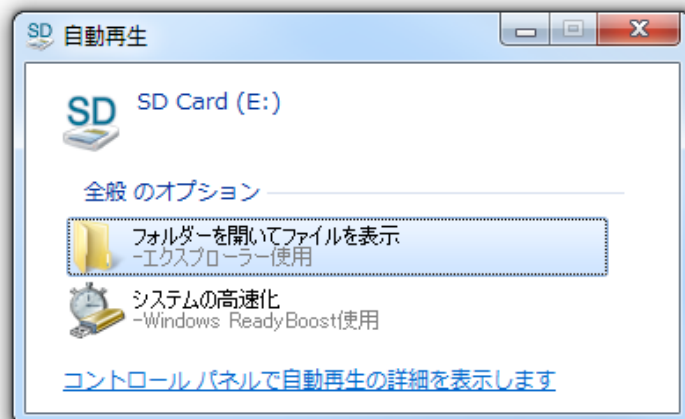 SD 自動再生
SD SD Card (E:)
全般 のオプション
フォルダーを開いてファイルを表示
-エクスプローラー使用
システムの高速化
-Windows ReadyBoost使用
コントロール パネルで自動再生の詳細を表示します